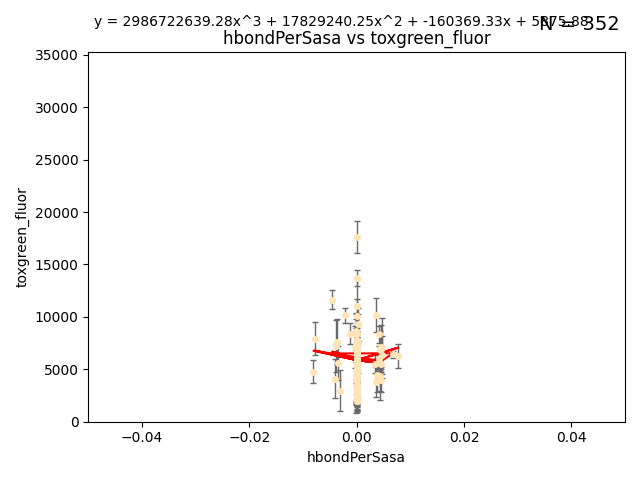 y = 2986722639.28x^3 + 17829240.25x^2 + -160369.33x + 5875.88
N = 352
hbondPerSasa vs toxgreen_fluor
35000
30000
25000
20000
15000
10000
5000
0
toxgreen_fluor
−0.04
−0.02
0.00
0.02
0.04
hbondPerSasa